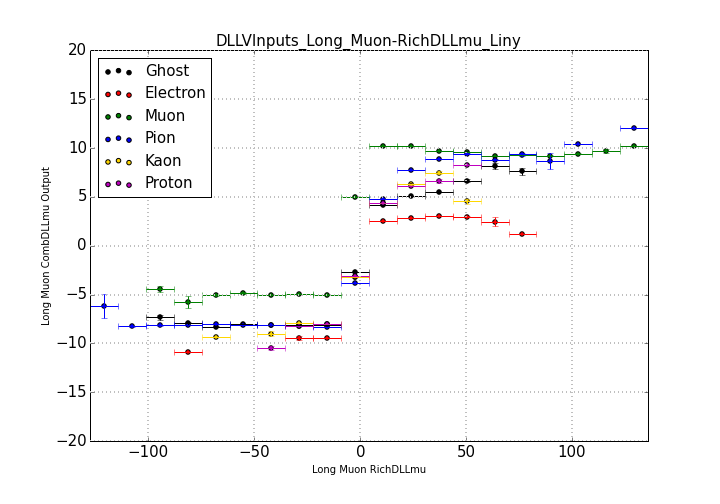 DLLVInputs_Long_Muon-RichDLLmu_Liny
20
15
10
5
0
−5
−10
−15
−20
Long Muon CombDLLmu Output
Ghost
Electron
Muon
Pion
Kaon
Proton
−100
−50
0
50
100
Long Muon RichDLLmu